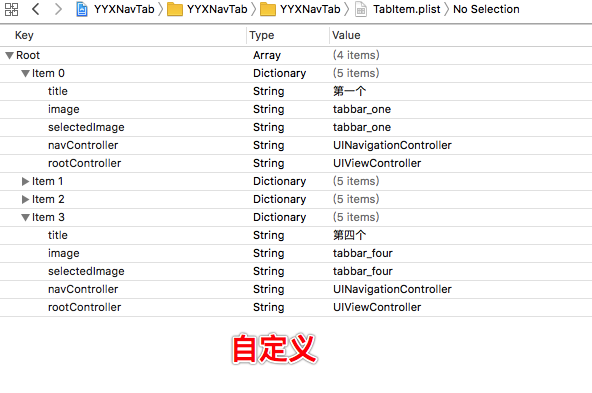 YYXNavTab YYXNavTab YYXNavTab TabItem.plist No Selection
Key Type Value
Root Array (4 items)
Item 0 Dictionary (5 items)
title String 第一个
image String tabbar_one
selectedImage String tabbar_one
navController String UINavigationController
rootController String UIViewController
Item 1 Dictionary (5 items)
Item 2 Dictionary (5 items)
Item 3 Dictionary (5 items)
title String 第四个
image String tabbar_four
selectedImage String tabbar_four
navController String UINavigationController
rootController String UIViewController
自定义